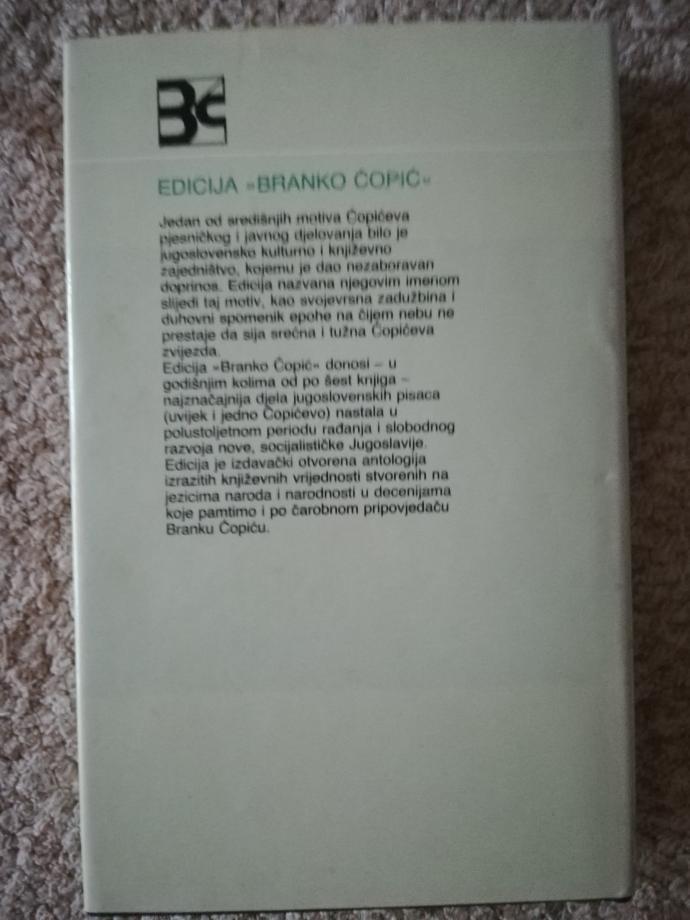 BĆ
EDICIJA »BRANKO ĆOPIĆ«
Jedan od središnjih motiva Ćopićeva
pjesničkog i javnog djelovanja bilo je
jugoslovensko kulturno i književno
zajedništvo, kojemu je dao nezaboravan
doprinos. Edicija nazvana njegovim imenom
slijedi taj motiv, kao svojevrsna zadužbina i
duhovni spomenik epohe na čijem nebu ne
prestaje da sija srećna i tužna Ćopićeva
zvijezda.
Edicija »Branko Ćopić« donosi – u
godišnjim kolima od po šest knjiga –
najznačajnija djela jugoslovenskih pisaca
(uvijek i jedno Ćopićevo) nastala u
polustoljetnom periodu rađanja i slobodnog
razvoja nove, socijalističke Jugoslavije.
Edicija je izdavački otvorena antologija
izrazitih književnih vrijednosti stvorenih na
jezicima naroda i narodnosti u decenijama
koje pamtimo i po čarobnom pripovjedaču
Branku Ćopiću.